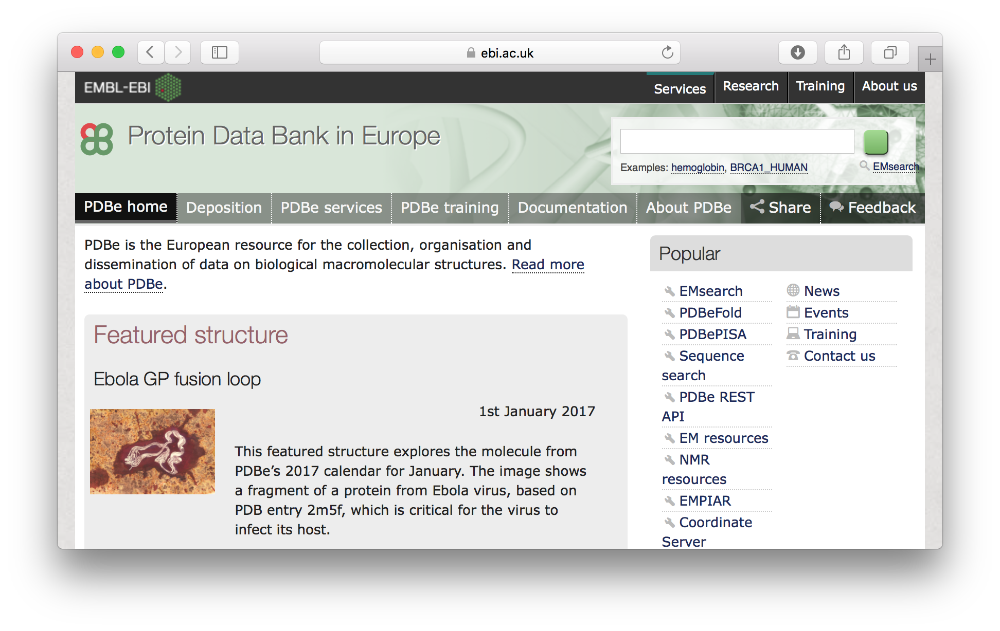 ebi.ac.uk
EMBL-EBI
Services
Research
Training
About us
Protein Data Bank in Europe
Examples: hemoglobin, BRCA1_HUMAN
EMsearch
PDBe home
Deposition
PDBe services
PDBe training
Documentation
About PDBe
Share
Feedback
PDBe is the European resource for the collection, organisation and
dissemination of data on biological macromolecular structures. Read more
about PDBe.
Featured structure
Ebola GP fusion loop
1st January 2017
This featured structure explores the molecule from
PDBe’s 2017 calendar for January. The image shows
a fragment of a protein from Ebola virus, based on
PDB entry 2m5f, which is critical for the virus to
infect its host.
Popular
EMsearch
PDBeFold
PDBePISA
Sequence
search
PDBe REST
API
EM resources
NMR
resources
EMPIAR
Coordinate
Server
News
Events
Training
Contact us